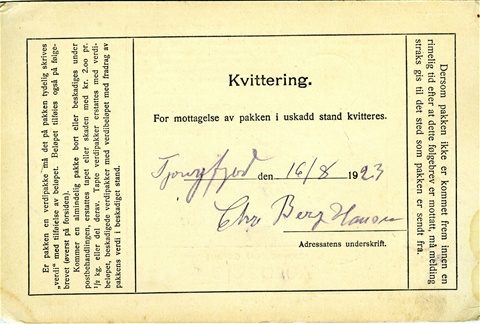 Er pakken en verdipakke må det på pakken tydelig skrives
„verdi" med tilføielse av beløpet. Beløpet tilføies også på følge-
brevet (øverst på forsiden).
Kommer en almindelig pakke bort eller beskadiges under
postbehandlingen, erstattes tapet eller skaden med kr. 2.00 pr.
½ kg. eller del derav. Tapte verdipakker erstattes med verdi-
beløpet, beskadigede verdipakker med verdibeløpet med fradrag av
pakkens verdi i beskadiget stand.
Kvittering.
For mottagelse av pakken i uskadd stand kvitteres.
Tjongsfjord den 16/8 1923
Chr Berg Hansen
Adressatens underskrift.
Dersom pakken ikke er kommet frem innen en
rimelig tid efter at dette følgebrev er mottatt, må melding
straks gis til det sted som pakken er sendt fra.